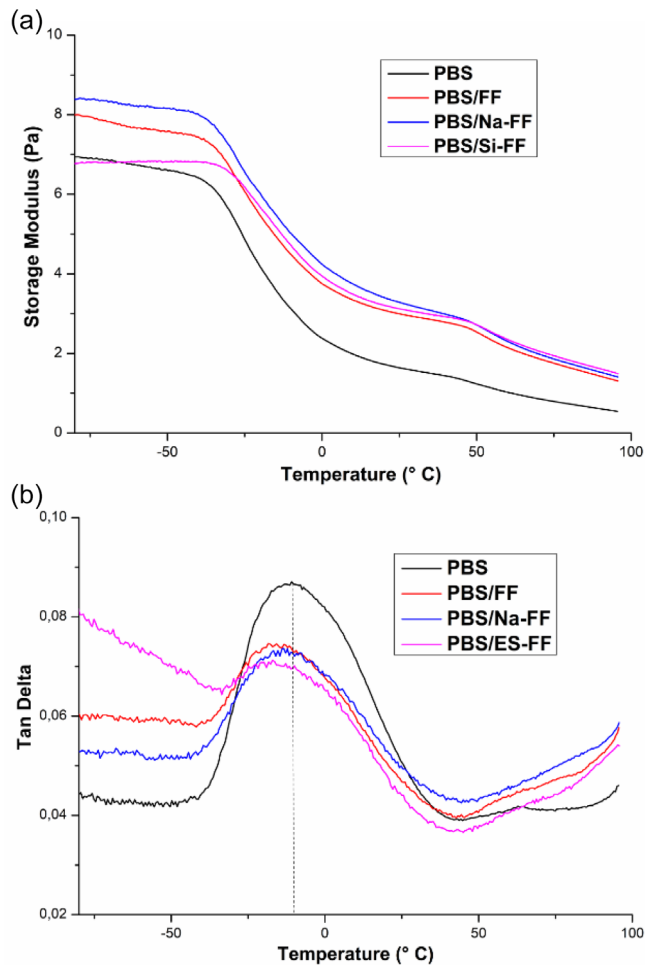 (a)
10
8
6
4
2
0
Storage Modulus (Pa)
PBS
PBS/FF
PBS/Na-FF
PBS/Si-FF
-50
0
50
100
Temperature (° C)
(b)
0,10
0,08
0,06
0,04
0,02
Tan Delta
PBS
PBS/FF
PBS/Na-FF
PBS/ES-FF
-50
0
50
100
Temperature (° C)